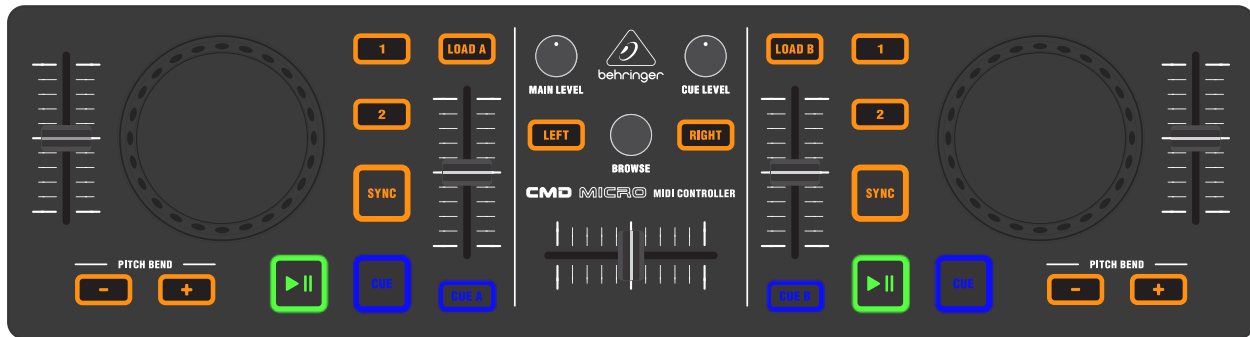 1
LOAD A
2
SYNC
PITCH BEND
-
+
CUE
CUE A
behringer
MAIN LEVEL
CUE LEVEL
LEFT
RIGHT
BROWSE
CMD MICRO MIDI CONTROLLER
LOAD B
1
2
SYNC
CUE B
CUE
PITCH BEND
-
+